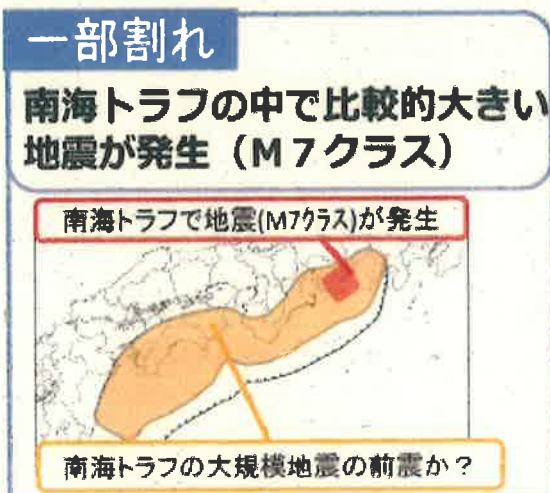 一部割れ
南海トラフの中で比較的大きい
地震が発生（M７クラス）
南海トラフで地震(M7クラス)が発生
南海トラフの大規模地震の前震か？